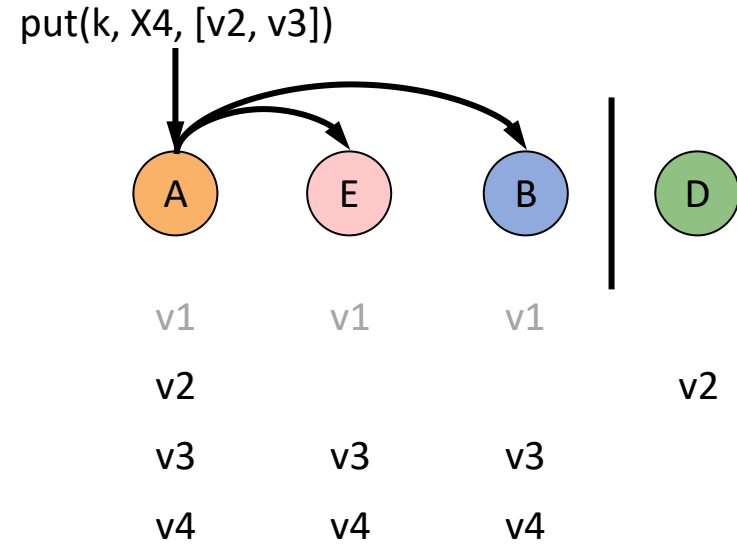 put(k, X4, [v2, v3])
A E B D
v1 v1 v1
v2 v2
v3 v3 v3
v4 v4 v4